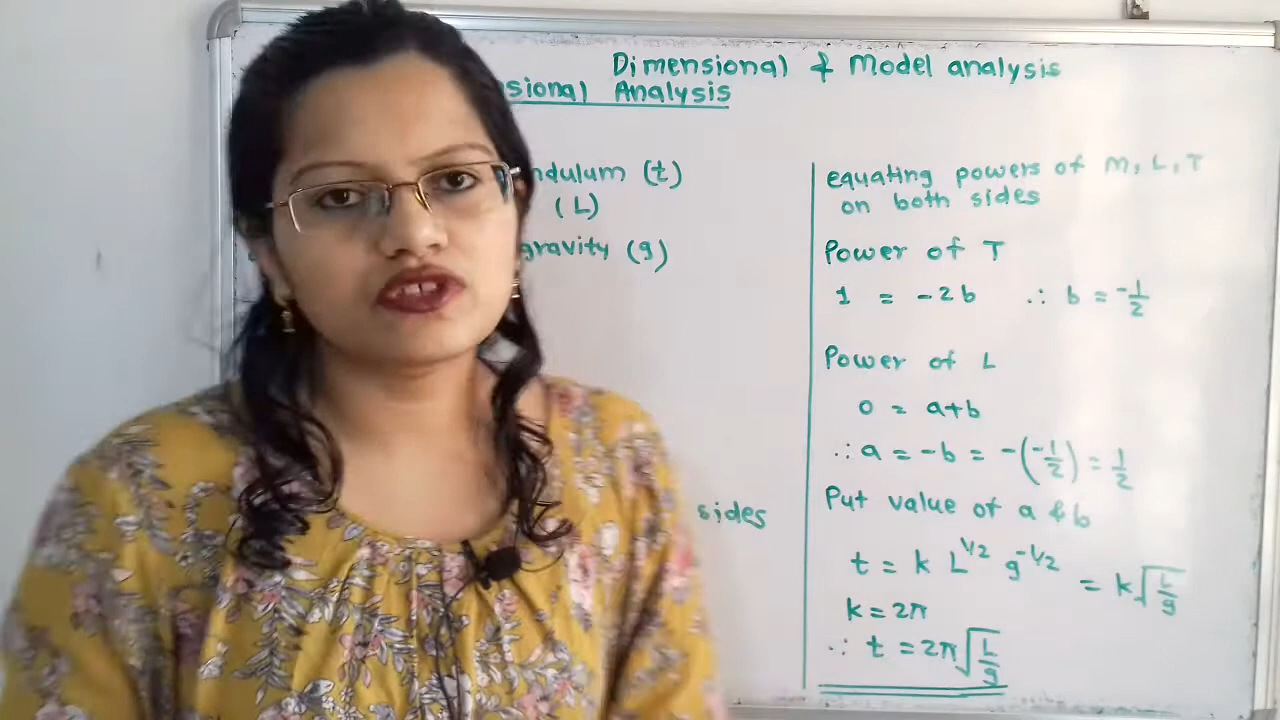 Dimensional & Model analysis
sional Analysis
ndulum (t)
(L)
gravity (g)
sides
equating powers of M, L, T
on both sides
Power of T
1 = -2b ∴ b = -1/2
Power of L
0 = a+b
∴ a = -b = -(-1/2) = 1/2
Put value of a & b
t = k L^1/2 g^-1/2 = k√(L/g)
k = 2π
∴ t = 2π√(L/g)